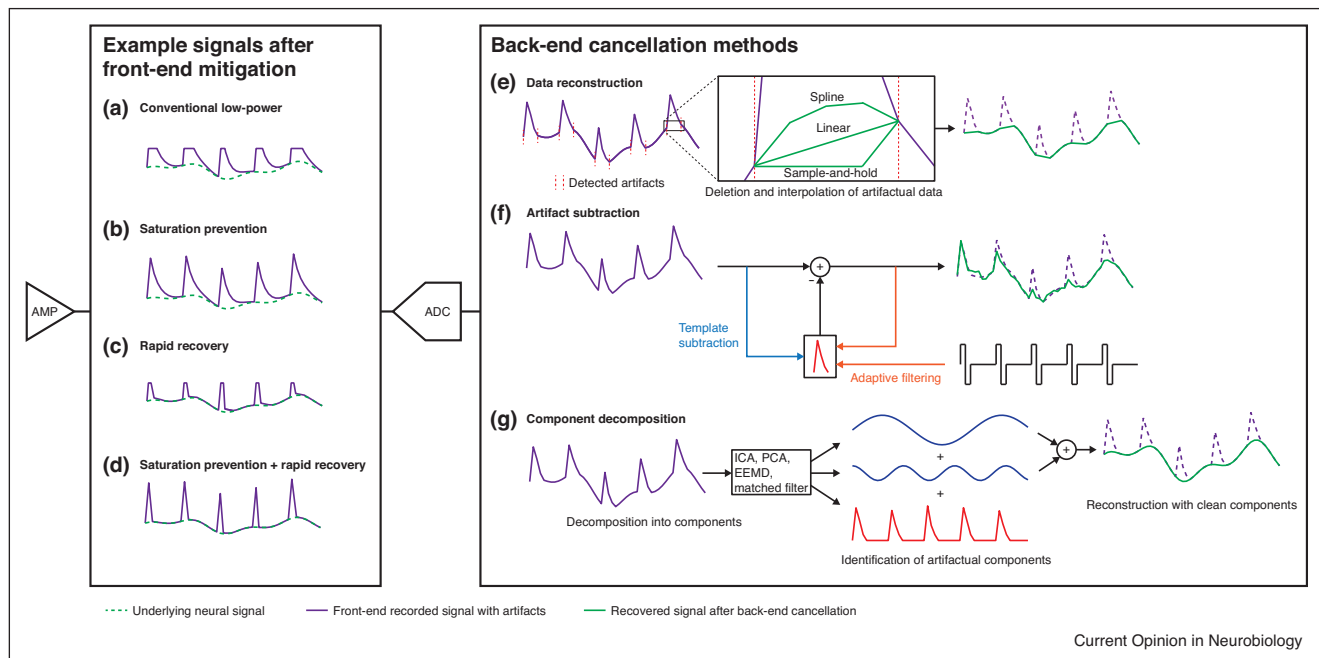 Example signals after
front-end mitigation
(a) Conventional low-power
(b) Saturation prevention
(c) Rapid recovery
(d) Saturation prevention + rapid recovery
AMP
ADC
Back-end cancellation methods
(e) Data reconstruction
Detected artifacts
Spline
Linear
Sample-and-hold
Deletion and interpolation of artifactual data
(f) Artifact subtraction
+
–
Template
subtraction
Adaptive filtering
(g) Component decomposition
Decomposition into components
ICA, PCA,
EEMD,
matched filter
+
+
Identification of artifactual components
+
Reconstruction with clean components
Underlying neural signal
Front-end recorded signal with artifacts
Recovered signal after back-end cancellation
Current Opinion in Neurobiology